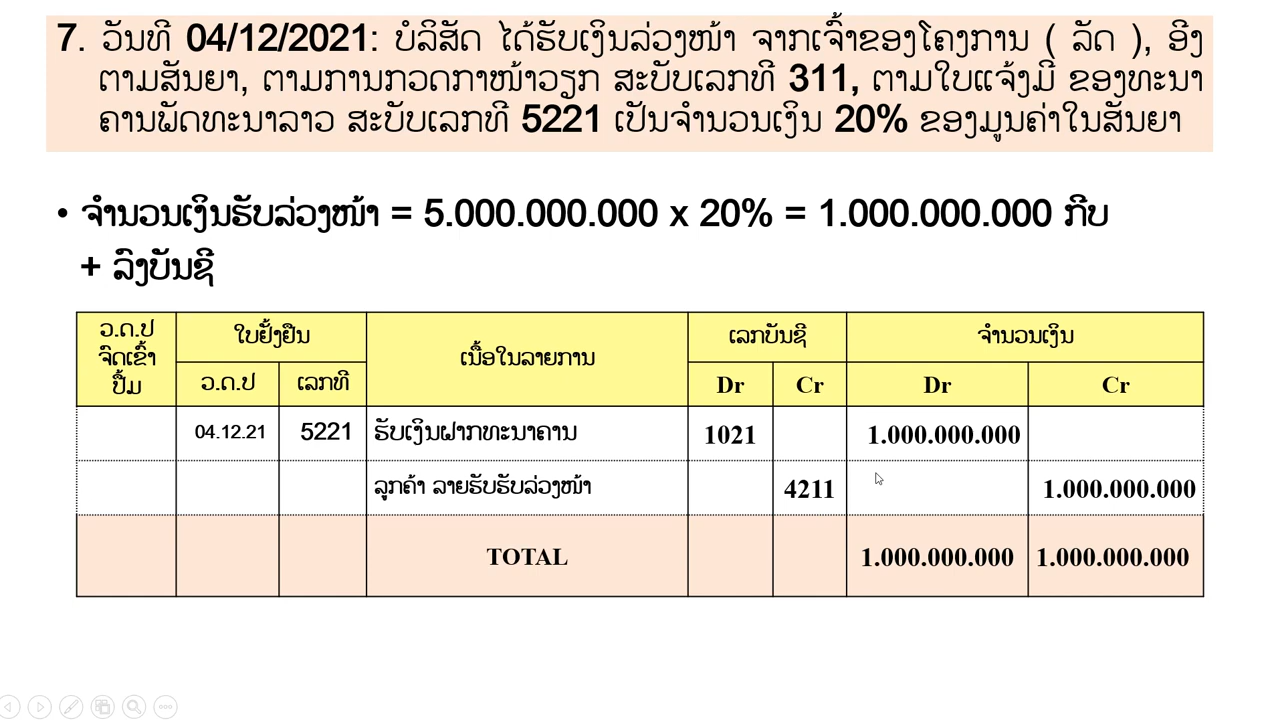 7. ວັນທີ 04/12/2021: ບໍລິສັດ ໄດ້ຮັບເງິນລ່ວງໜ້າ ຈາກເຈົ້າຂອງໂຄງການ ( ລັດ ), ອີງ
ຕາມສັນຍາ, ຕາມການກວດກາໜ້າວຽກ ສະບັບເລກທີ 311, ຕາມໃບແຈ້ງມີ ຂອງທະນາ
ຄານພັດທະນາລາວ ສະບັບເລກທີ 5221 ເປັນຈໍານວນເງິນ 20% ຂອງມູນຄ່າໃນສັນຍາ
• ຈໍານວນເງິນຮັບລ່ວງໜ້າ = 5.000.000.000 x 20% = 1.000.000.000 ກີບ
+ ລົງບັນຊີ
ວ.ດ.ປ ຈົດເຂົ້າ ປຶ້ມ ໃບຢັ້ງຢືນ ເນື້ອໃນລາຍການ ເລກບັນຊີ ຈໍານວນເງິນ
ວ.ດ.ປ ເລກທີ Dr Cr Dr Cr
04.12.21 5221 ຮັບເງິນຝາກທະນາຄານ 1021 1.000.000.000
ລູກຄ້າ ລາຍຮັບຮັບລ່ວງໜ້າ 4211 1.000.000.000
TOTAL 1.000.000.000 1.000.000.000